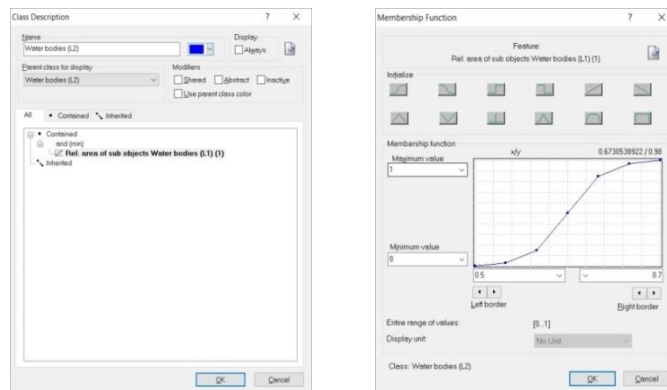 Class Description
?
X
Name
Water bodies (L2)
Display
Always
Parent class for display
Water bodies (L2)
Modifiers
Shared
Abstract
Inactive
Use parent class color
All
Contained
Inherited
Contained
and (min)
Rel. area of sub objects Water bodies (L1) (1)
Inherited
OK
Cancel
Membership Function
?
X
Feature:
Rel. area of sub objects Water bodies (L1) (1)
Initialize
Membership function
Maximum value
1
x/y
0.6730538922 / 0.98
Minimum value
0
0.5
0.7
Left border
Right border
Entire range of values:
[0...1]
Display unit:
No Unit
Class: Water bodies (L2)
OK
Cancel